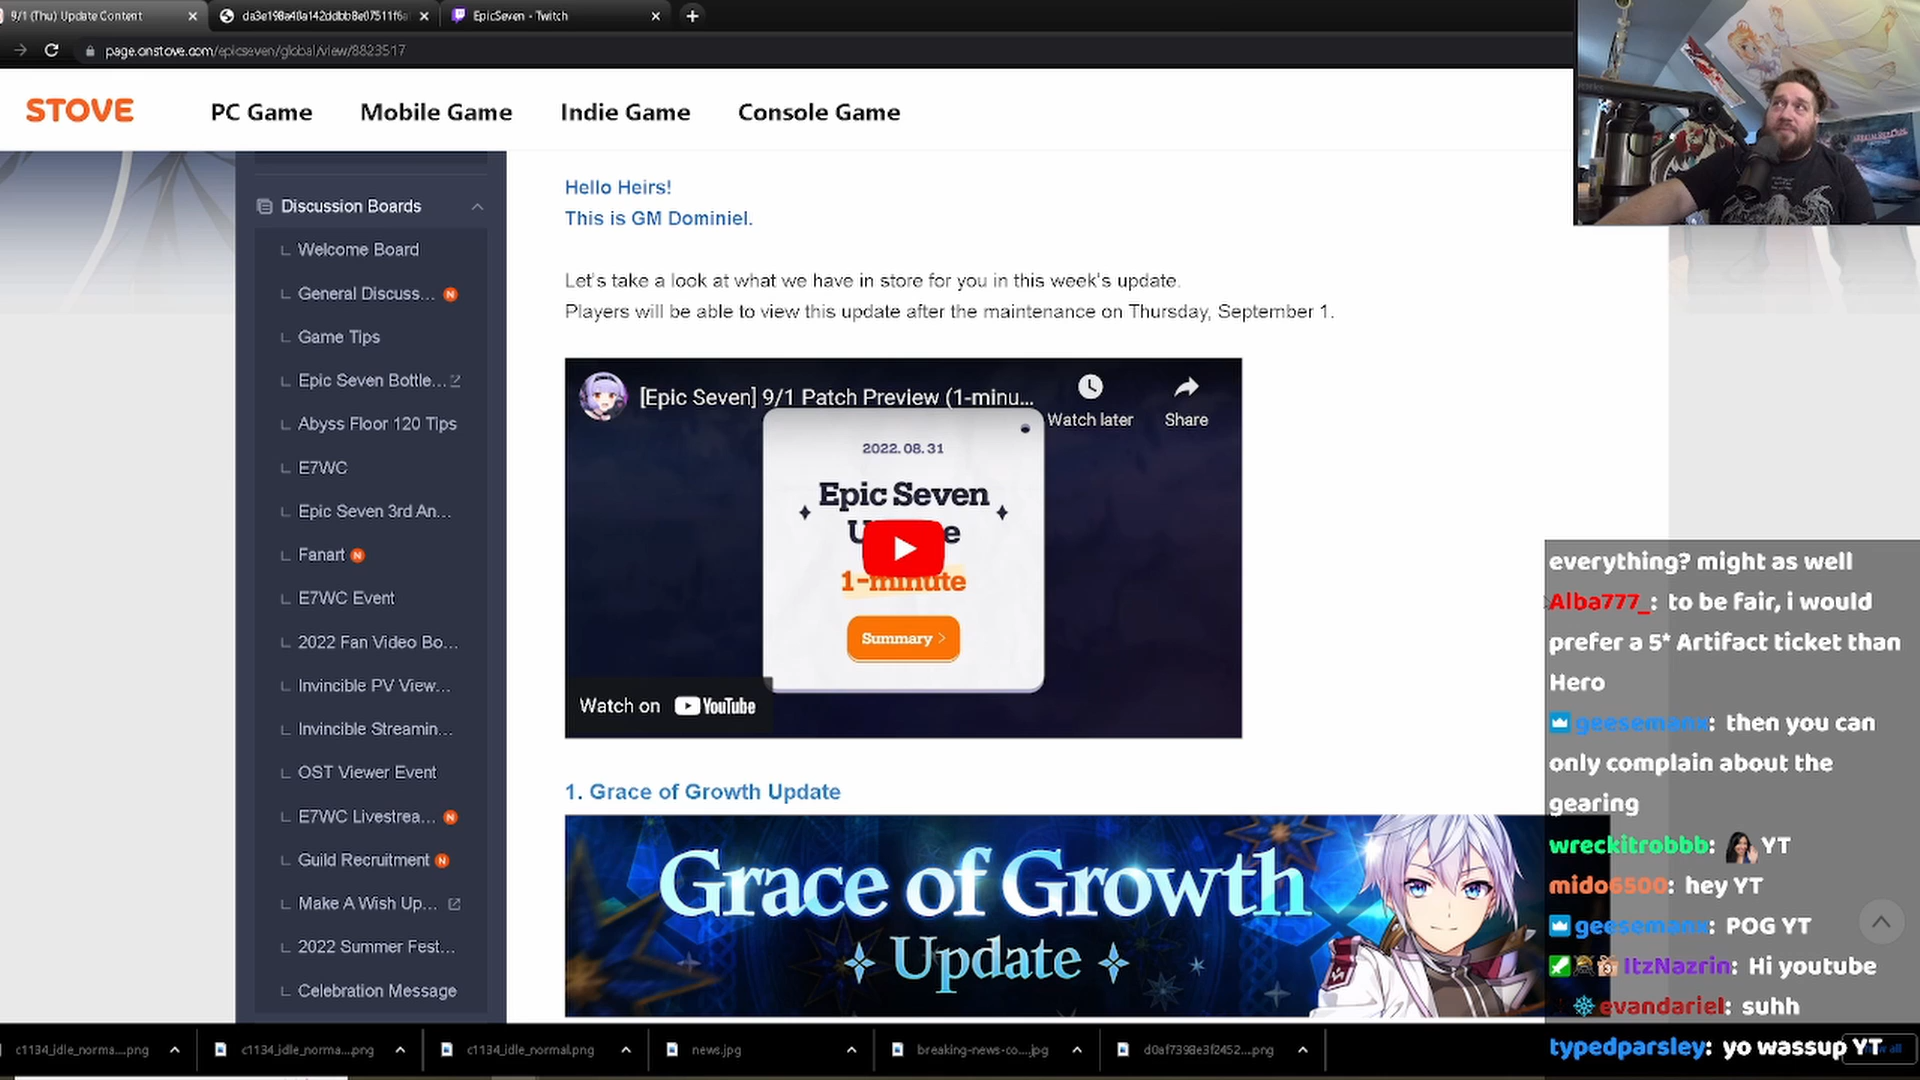 9/1 (Thu) Update Content
EpicSeven - Twitch
page.onstove.com/epicseven/global/view/8823517
STOVE
PC Game
Mobile Game
Indie Game
Console Game
Discussion Boards
Welcome Board
General Discuss... N
Game Tips
Epic Seven Bottle...
Abyss Floor 120 Tips
E7WC
Epic Seven 3rd An...
Fanart N
E7WC Event
2022 Fan Video Bo...
Invincible PV View...
Invincible Streamin...
OST Viewer Event
E7WC Livestrea... N
Guild Recruitment N
Make A Wish Up...
2022 Summer Fest...
Celebration Message
Hello Heirs!
This is GM Dominiel.
Let's take a look at what we have in store for you in this week's update.
Players will be able to view this update after the maintenance on Thursday, September 1.
[Epic Seven] 9/1 Patch Preview (1-minu...
Watch later
Share
2022.08.31
Epic Seven
1-minute
Summary >
Watch on YouTube
1. Grace of Growth Update
Grace of Growth
Update
everything? might as well
Alba777_: to be fair, i would
prefer a 5* Artifact ticket than
Hero
geesemanx: then you can
only complain about the
gearing
wreckitrobbb: YT
mido6500: hey YT
geesemanx: POG YT
ItzNazrin: Hi youtube
evandariel: suhh
typedparsley: yo wassup YT
c1134_idle_norma....png
c1134_idle_norma....png
c1134_idle_normal.png
news.jpg
breaking-news-co....jpg
d0af7398e3f2452....png